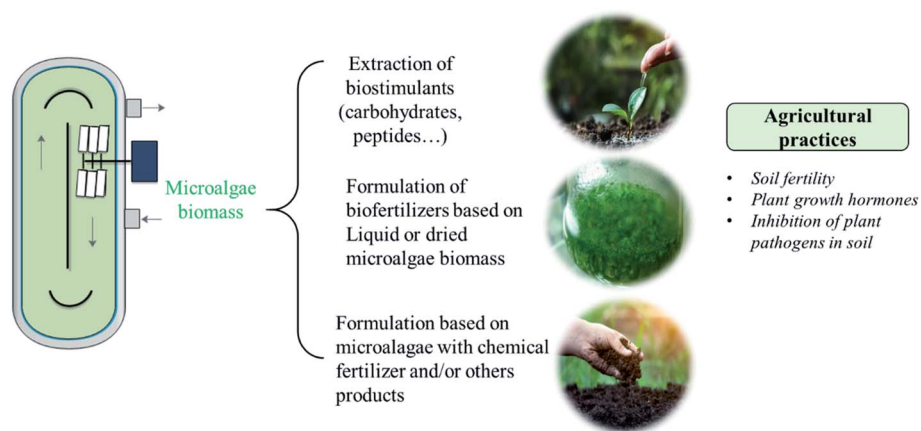 Microalgae
biomass
Extraction of
biostimulants
(carbohydrates,
peptides…)
Formulation of
biofertilizers based on
Liquid or dried
microalgae biomass
Formulation based on
microalagae with chemical
fertilizer and/or others
products
Agricultural
practices
• Soil fertility
• Plant growth hormones
• Inhibition of plant
pathogens in soil